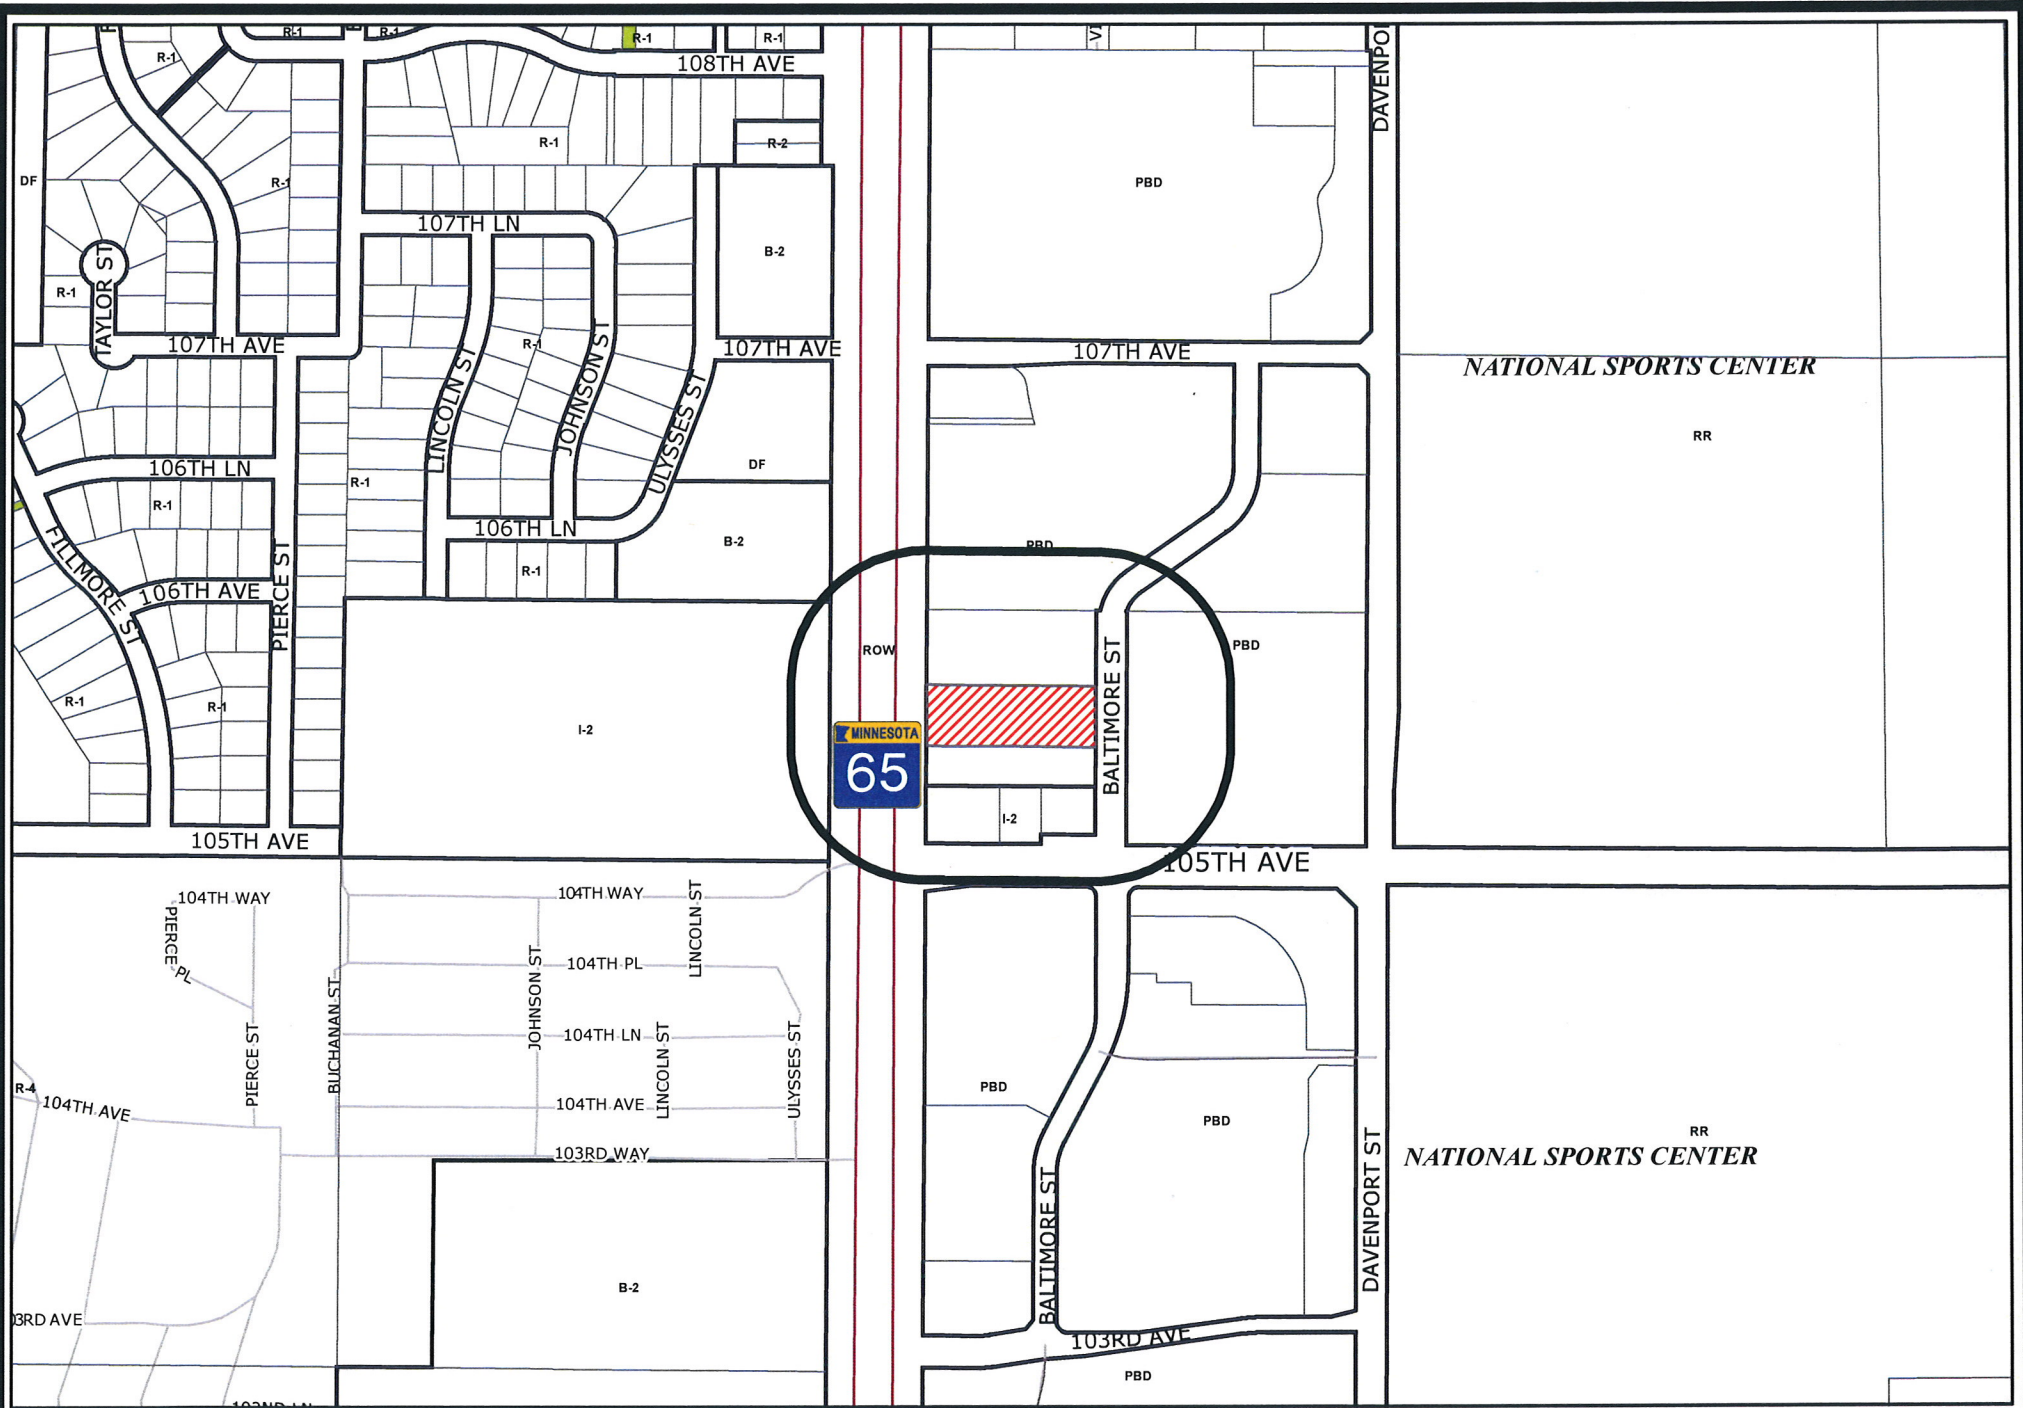 R-1
R-1
R-1
R-1
R-1
108TH AVE
DAVENPO
R-1
R-2
DF
R-1
PBD
107TH LN
B-2
TAYLOR ST
R-1
107TH AVE
R-1
107TH AVE
107TH AVE
NATIONAL SPORTS CENTER
LINCOLN ST
JOHNSON ST
ULYSSES ST
RR
106TH LN
DF
R-1
R-1
106TH LN
B-2
PBD
FILLMORE ST
R-1
106TH AVE
PIERCE ST
ROW
BALTIMORE ST
PBD
R-1
R-1
I-2
MINNESOTA
65
I-2
105TH AVE
105TH AVE
104TH WAY
104TH WAY
LINCOLN ST
PIERCE PL
104TH PL
JOHNSON ST
BUCHANAN ST
PIERCE ST
104TH LN
LINCOLN ST
ULYSSES ST
R-4
104TH AVE
104TH AVE
PBD
PBD
103RD WAY
RR
NATIONAL SPORTS CENTER
DAVENPORT ST
BALTIMORE ST
B-2
3RD AVE
103RD AVE
PBD
102ND LN